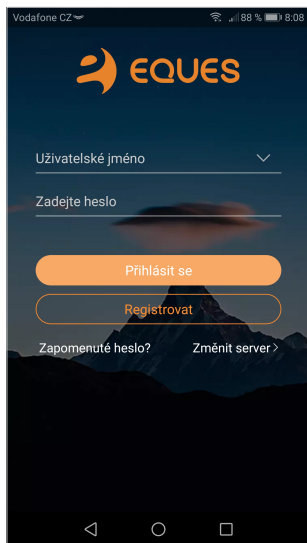 Vodafone CZ 88 % 8:08
EQUES
Uživatelské jméno
Zadejte heslo
Přihlásit se
Registrovat
Zapomenuté heslo? Změnit server >